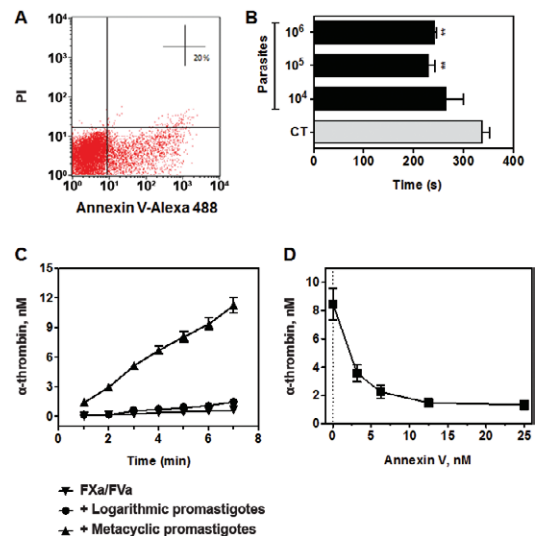 A
PI
10⁴
10³
10²
10¹
10⁰
20%
10⁰ 10¹ 10² 10³ 10⁴
Annexin V-Alexa 488
B
Parasites
10⁶
10⁵
10⁴
CT
**
**
0 100 200 300 400
Time (s)
C
α-thrombin, nM
15
12
9
6
3
0
0 2 4 6 8
Time (min)
FXa/FVa
+ Logarithmic promastigotes
+ Metacyclic promastigotes
D
α-thrombin, nM
10
8
6
4
2
0
0 5 10 15 20 25
Annexin V, nM